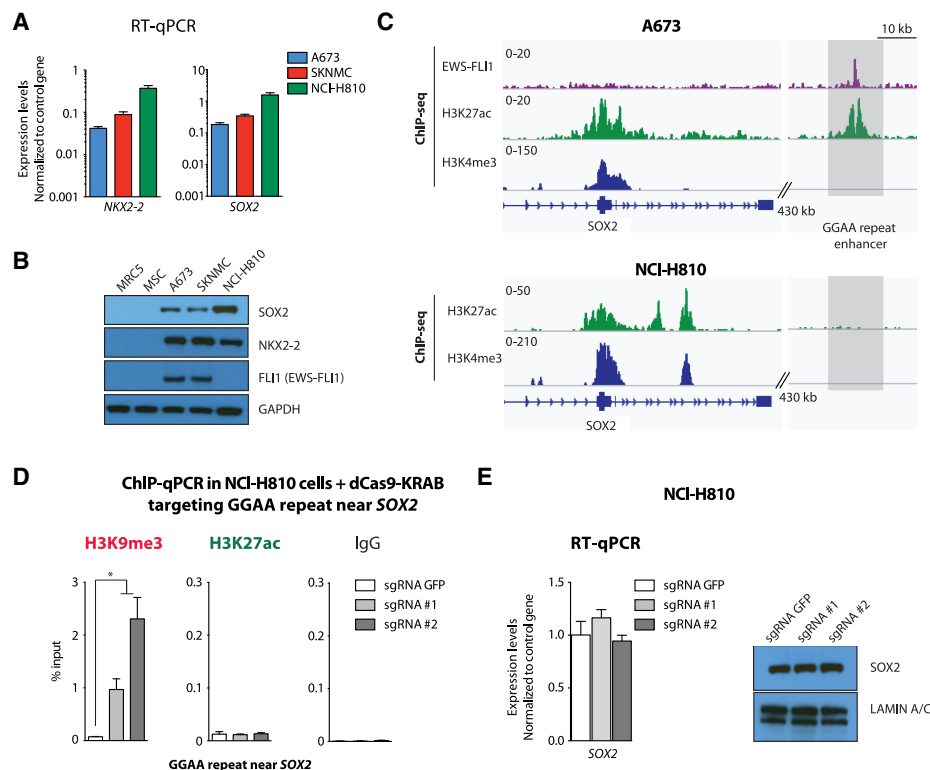 A
RT-qPCR
A673
SKNMC
NCI-H810
Expression levels
Normalized to control gene
1
0.1
0.01
0.001
NKX2-2
10
1
0.1
0.01
0.001
SOX2
B
MRC5
MSC
A673
SKNMC
NCI-H810
SOX2
NKX2-2
FLI1 (EWS-FLI1)
GAPDH
C
A673
10 kb
ChIP-seq
EWS-FLI1
0-20
H3K27ac
0-20
H3K4me3
0-150
SOX2
430 kb
GGAA repeat
enhancer
NCI-H810
ChIP-seq
H3K27ac
0-50
H3K4me3
0-210
SOX2
430 kb
D
ChIP-qPCR in NCI-H810 cells + dCas9-KRAB
targeting GGAA repeat near SOX2
H3K9me3
H3K27ac
IgG
% input
3
2
1
0
*
0.3
0.2
0.1
0
0.3
0.2
0.1
0.0
sgRNA GFP
sgRNA #1
sgRNA #2
GGAA repeat near SOX2
E
NCI-H810
RT-qPCR
Expression levels
Normalized to control gene
1.5
1.0
0.5
0.0
SOX2
sgRNA GFP
sgRNA #1
sgRNA #2
sgRNA GFP
sgRNA #1
sgRNA #2
SOX2
LAMIN A/C